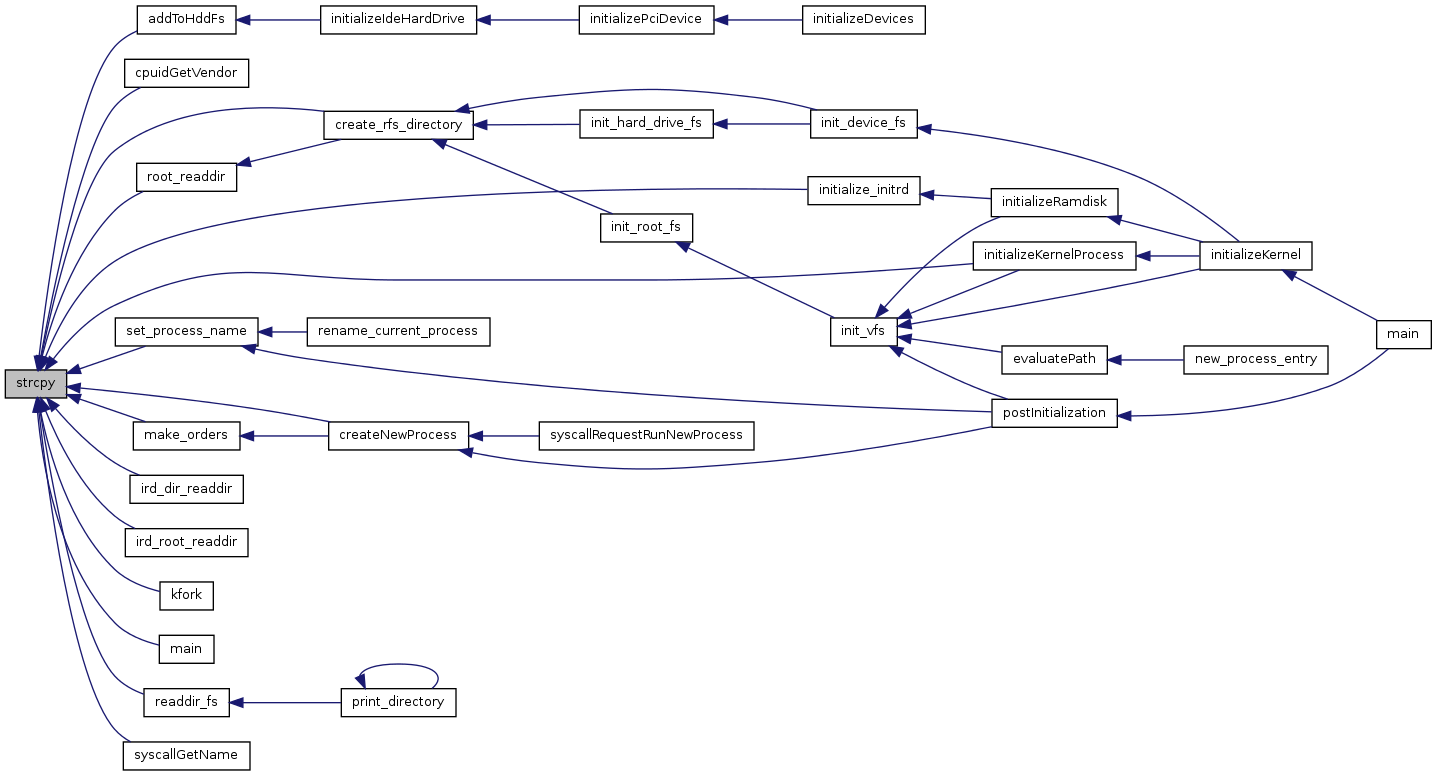 addToHddFs
initializeIdeHardDrive
initializePciDevice
initializeDevices
cpuidGetVendor
create_rfs_directory
init_hard_drive_fs
init_device_fs
root_readdir
initialize_initrd
initializeRamdisk
init_root_fs
initializeKernelProcess
initializeKernel
set_process_name
rename_current_process
init_vfs
main
evaluatePath
new_process_entry
strcpy
postInitialization
make_orders
createNewProcess
syscallRequestRunNewProcess
ird_dir_readdir
ird_root_readdir
kfork
main
readdir_fs
print_directory
syscallGetName